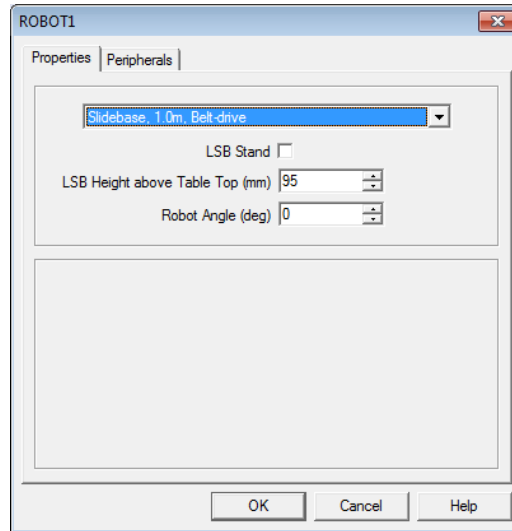 ROBOT1
Properties
Peripherals
Slidebase, 1.0m, Belt-drive
LSB Stand
LSB Height above Table Top (mm) 95
Robot Angle (deg) 0
OK Cancel Help